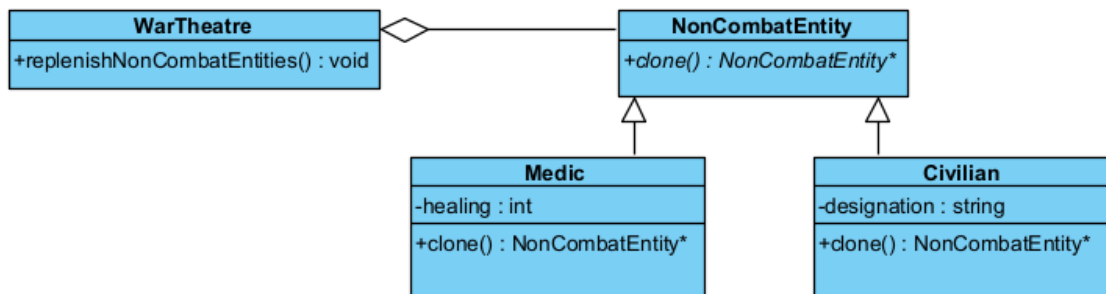 WarTheatre
+replenishNonCombatEntities() : void
NonCombatEntity
+clone() : NonCombatEntity*
Medic
-healing : int
+clone() : NonCombatEntity*
Civilian
-designation : string
+clone() : NonCombatEntity*